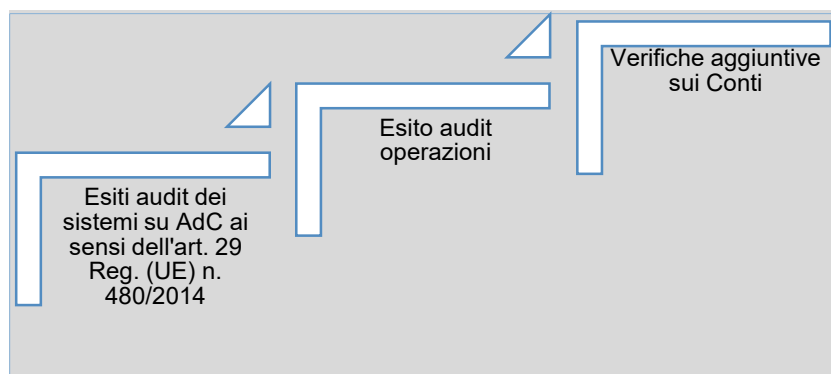 Esiti audit dei
sistemi su AdC ai
sensi dell'art. 29
Reg. (UE) n.
480/2014
Esito audit
operazioni
Verifiche aggiuntive
sui Conti